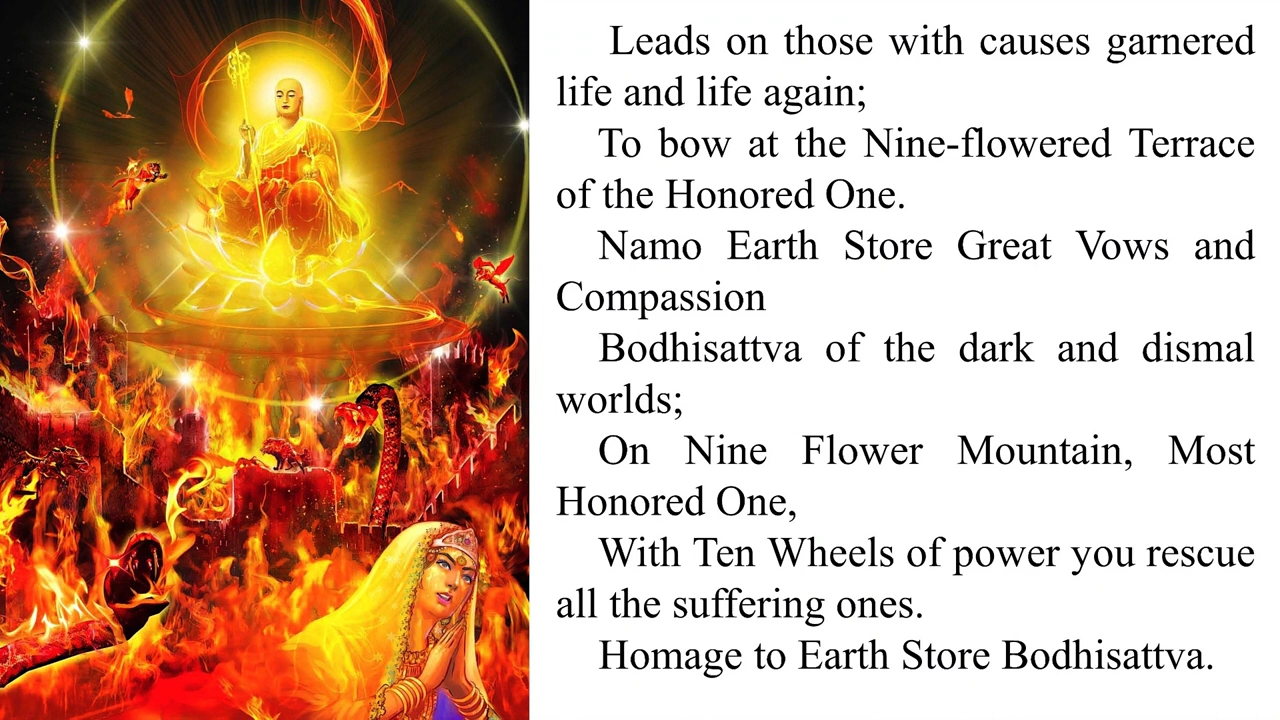 Leads on those with causes garnered
life and life again;
To bow at the Nine-flowered Terrace
of the Honored One.
Namo Earth Store Great Vows and
Compassion
Bodhisattva of the dark and dismal
worlds;
On Nine Flower Mountain, Most
Honored One,
With Ten Wheels of power you rescue
all the suffering ones.
Homage to Earth Store Bodhisattva.